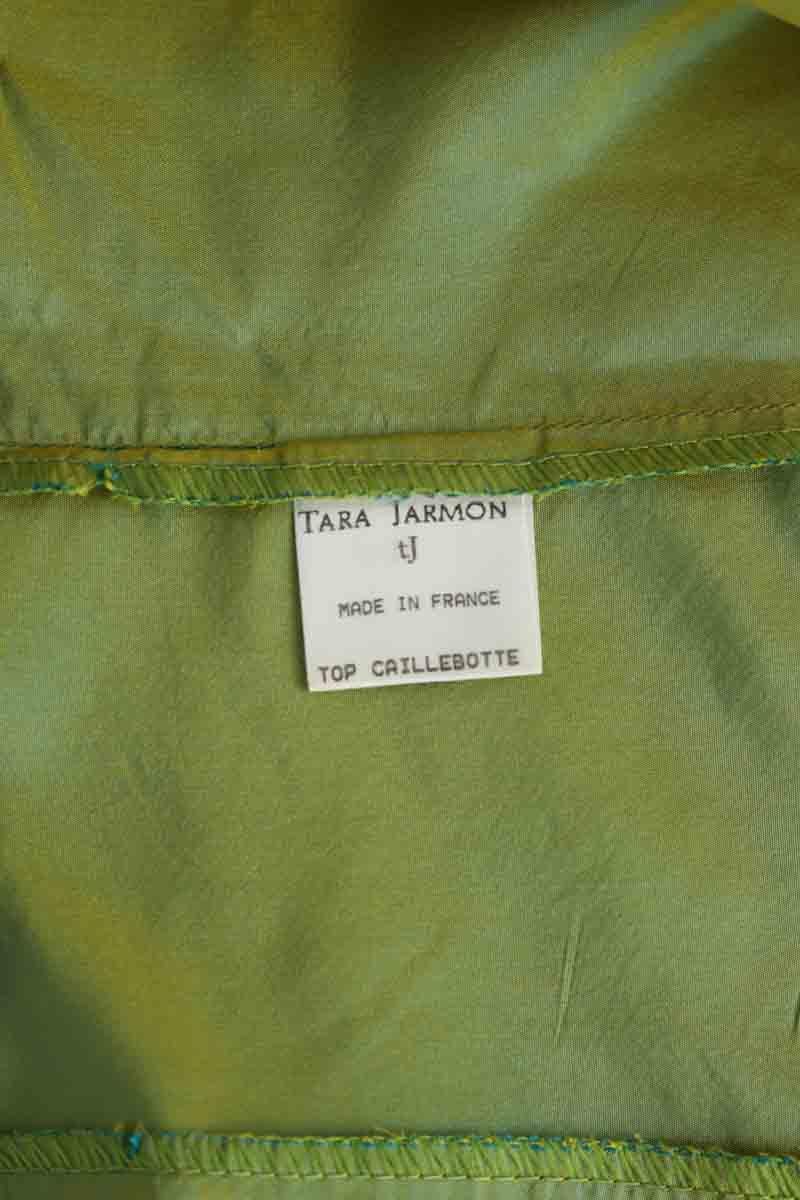 TARA JARMON
tJ
MADE IN FRANCE
TOP CAILLEBOTTE